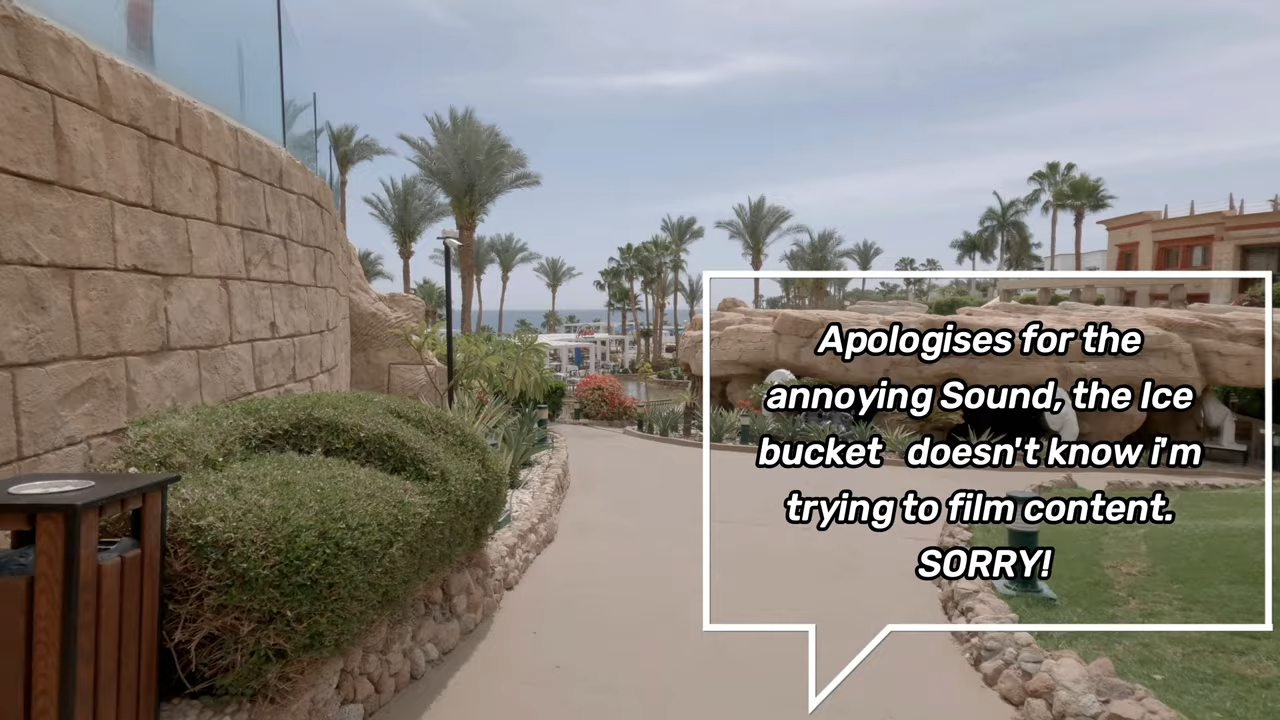 Apologises for the
annoying Sound, the Ice
bucket doesn't know i'm
trying to film content.
SORRY!